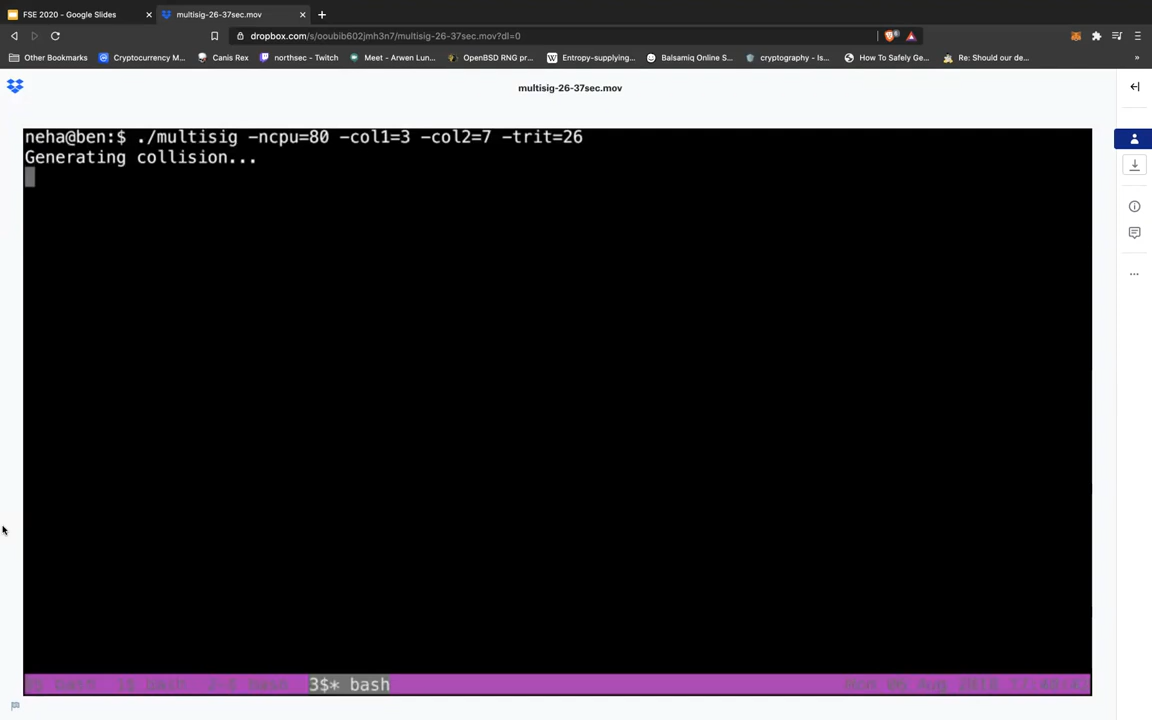 FSE 2020 - Google Slides
multisig-26-37sec.mov
dropbox.com/s/ooubib602jmh3n7/multisig-26-37sec.mov?dl=0
Other Bookmarks
Cryptocurrency M...
Canis Rex
northsec - Twitch
Meet - Arwen Lun...
OpenBSD RNG pr...
Entropy-supplying...
Balsamiq Online S...
cryptography - Is...
How To Safely Ge...
Re: Should our de...
multisig-26-37sec.mov
neha@ben:$ ./multisig -ncpu=80 -col1=3 -col2=7 -trit=26
Generating collision...
3$* bash